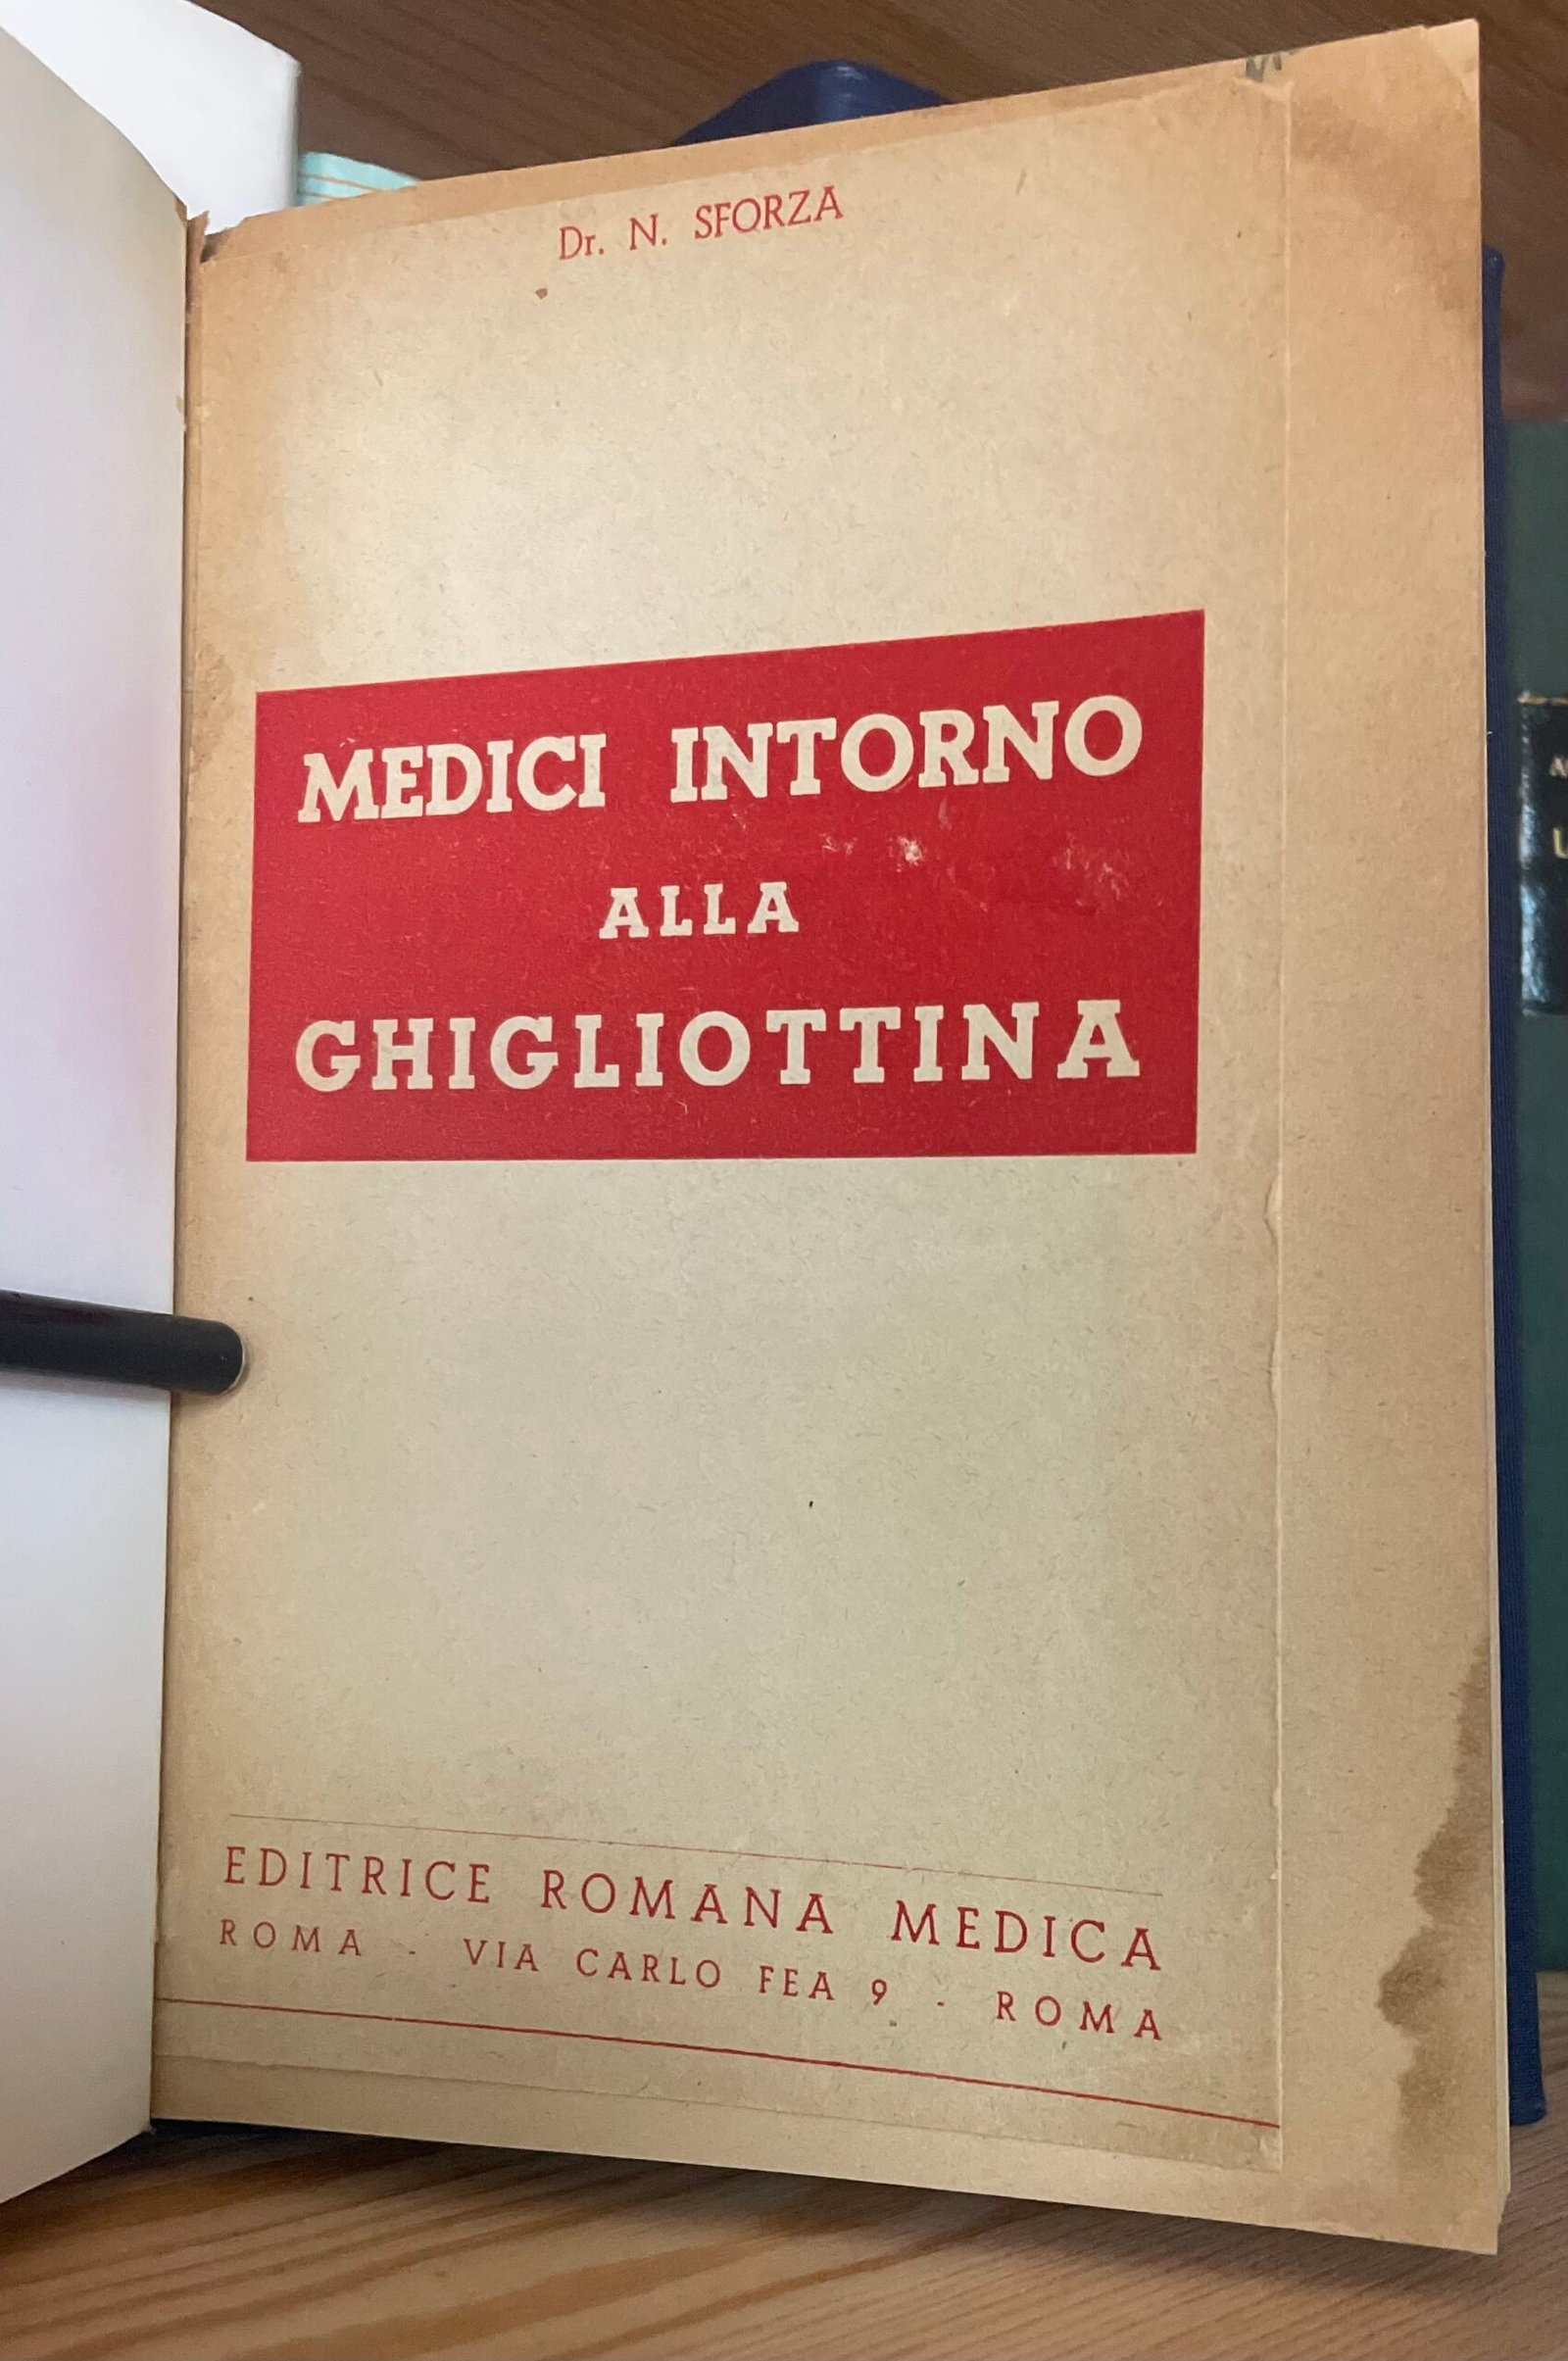 Dr. N. SFORZA
MEDICI INTORNO
ALLA
GHIGLIOTTINA
EDITRICE ROMANA MEDICA
ROMA - VIA CARLO FEA 9 - ROMA